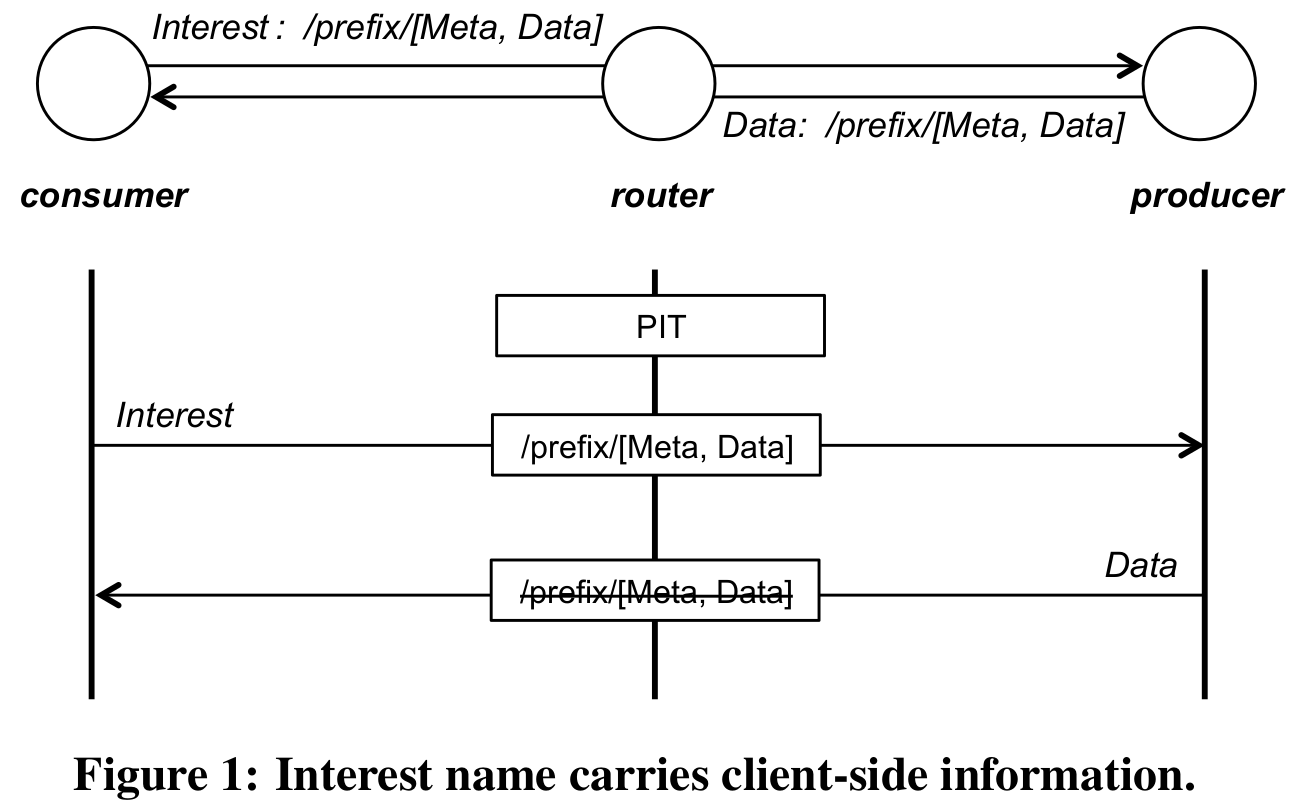 Interest : /prefix/[Meta, Data]
Data: /prefix/[Meta, Data]
consumer router producer
PIT
Interest
/prefix/[Meta, Data]
Data
/prefix/[Meta, Data]
Figure 1: Interest name carries client-side information.